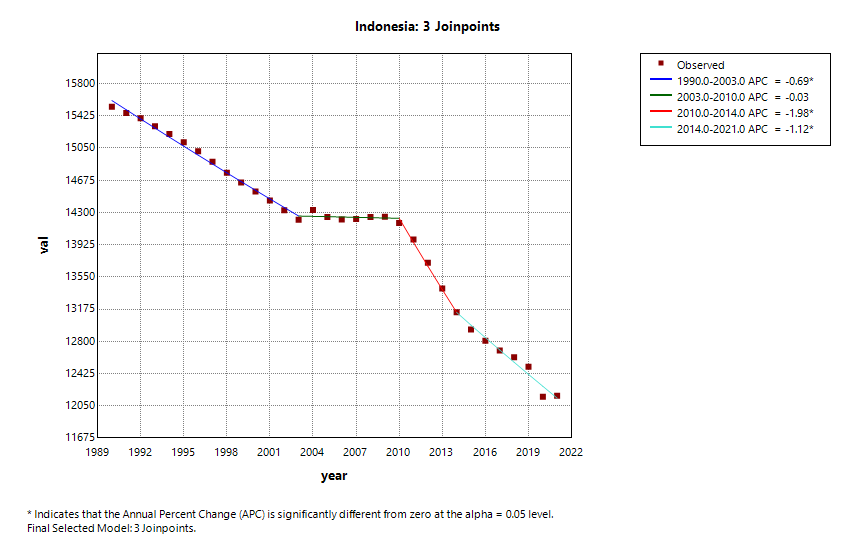 Indonesia: 3 Joinpoints
Observed
1990.0-2003.0 APC = -0.69*
2003.0-2010.0 APC = -0.03
2010.0-2014.0 APC = -1.98*
2014.0-2021.0 APC = -1.12*
15800
15425
15050
14675
14300
13925
13550
13175
12800
12425
12050
11675
val
1989 1992 1995 1998 2001 2004 2007 2010 2013 2016 2019 2022
year
* Indicates that the Annual Percent Change (APC) is significantly different from zero at the alpha = 0.05 level.
Final Selected Model: 3 Joinpoints.